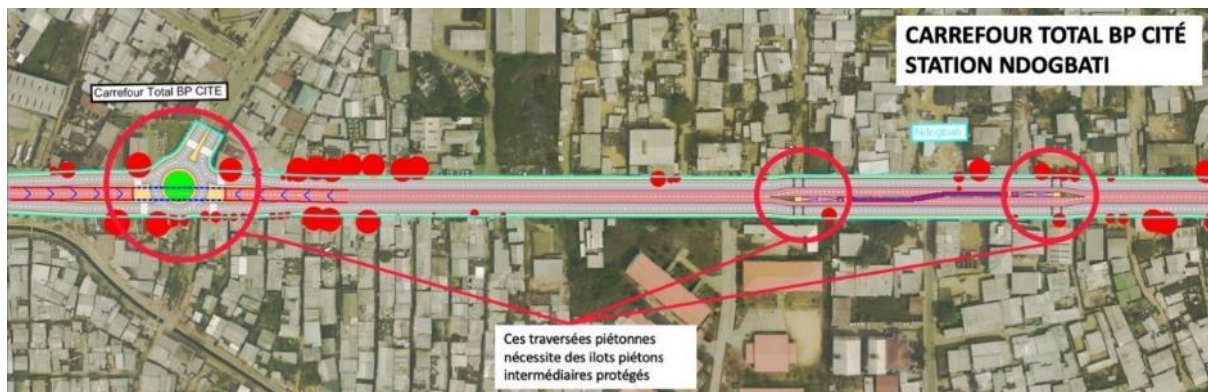 CARREFOUR TOTAL BP CITÉ
STATION NDOGBATI
Carrefour Total BP CITE
Ndogbati
Ces traversées piétonnes
nécessite des ilots piétons
intermédiaires protégés